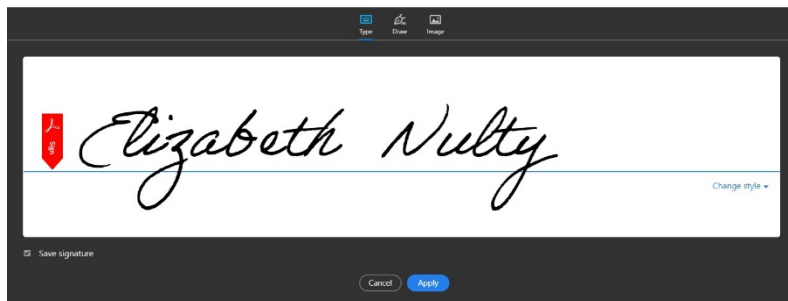 Type Draw Image
Sign
Elizabeth Nulty
Change style
Save signature
Cancel Apply